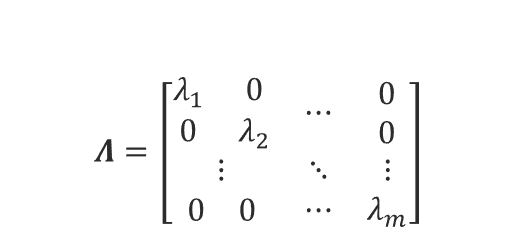 λ₁ 0 ⋯ 0
0 λ₂ 0
𝜦 = ⋮ ⋱ ⋮
0 0 ⋯ λₘ